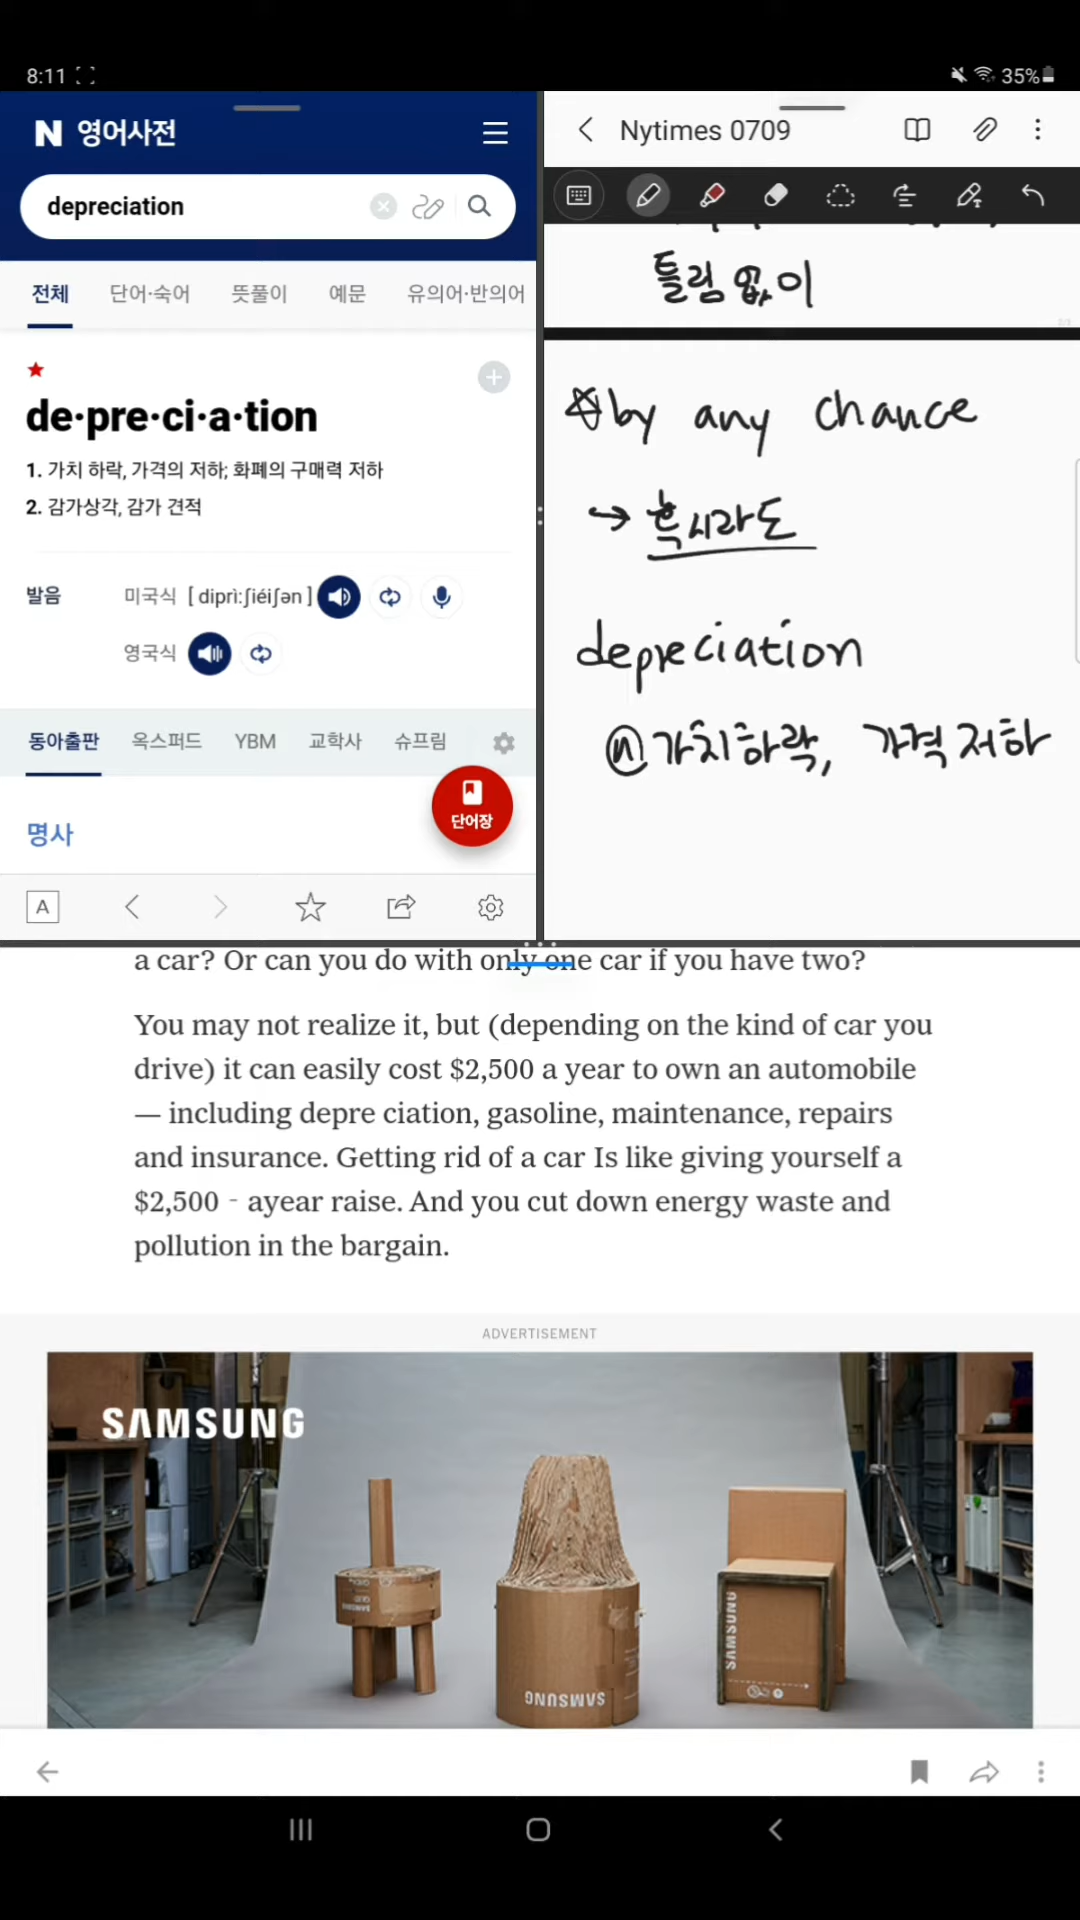 8:11
35%
N 영어사전
depreciation
전체 단어·숙어 뜻풀이 예문 유의어·반의어
de·pre·ci·a·tion
1. 가치 하락, 가격의 저하; 화폐의 구매력 저하
2. 감가상각, 감가 견적
발음 미국식 [ diprì:ʃiéiʃən ]
영국식
동아출판 옥스퍼드 YBM 교학사 슈프림
단어장
명사
A
Nytimes 0709
틀림없이
☆by any chance
→ 혹시라도
depreciation
ⓝ가치하락, 가격저하
a car? Or can you do with only one car if you have two?
You may not realize it, but (depending on the kind of car you
drive) it can easily cost $2,500 a year to own an automobile
— including depre ciation, gasoline, maintenance, repairs
and insurance. Getting rid of a car Is like giving yourself a
$2,500 - ayear raise. And you cut down energy waste and
pollution in the bargain.
ADVERTISEMENT
SAMSUNG
SAMSUNG
SAMSUNG
SAMSUNG